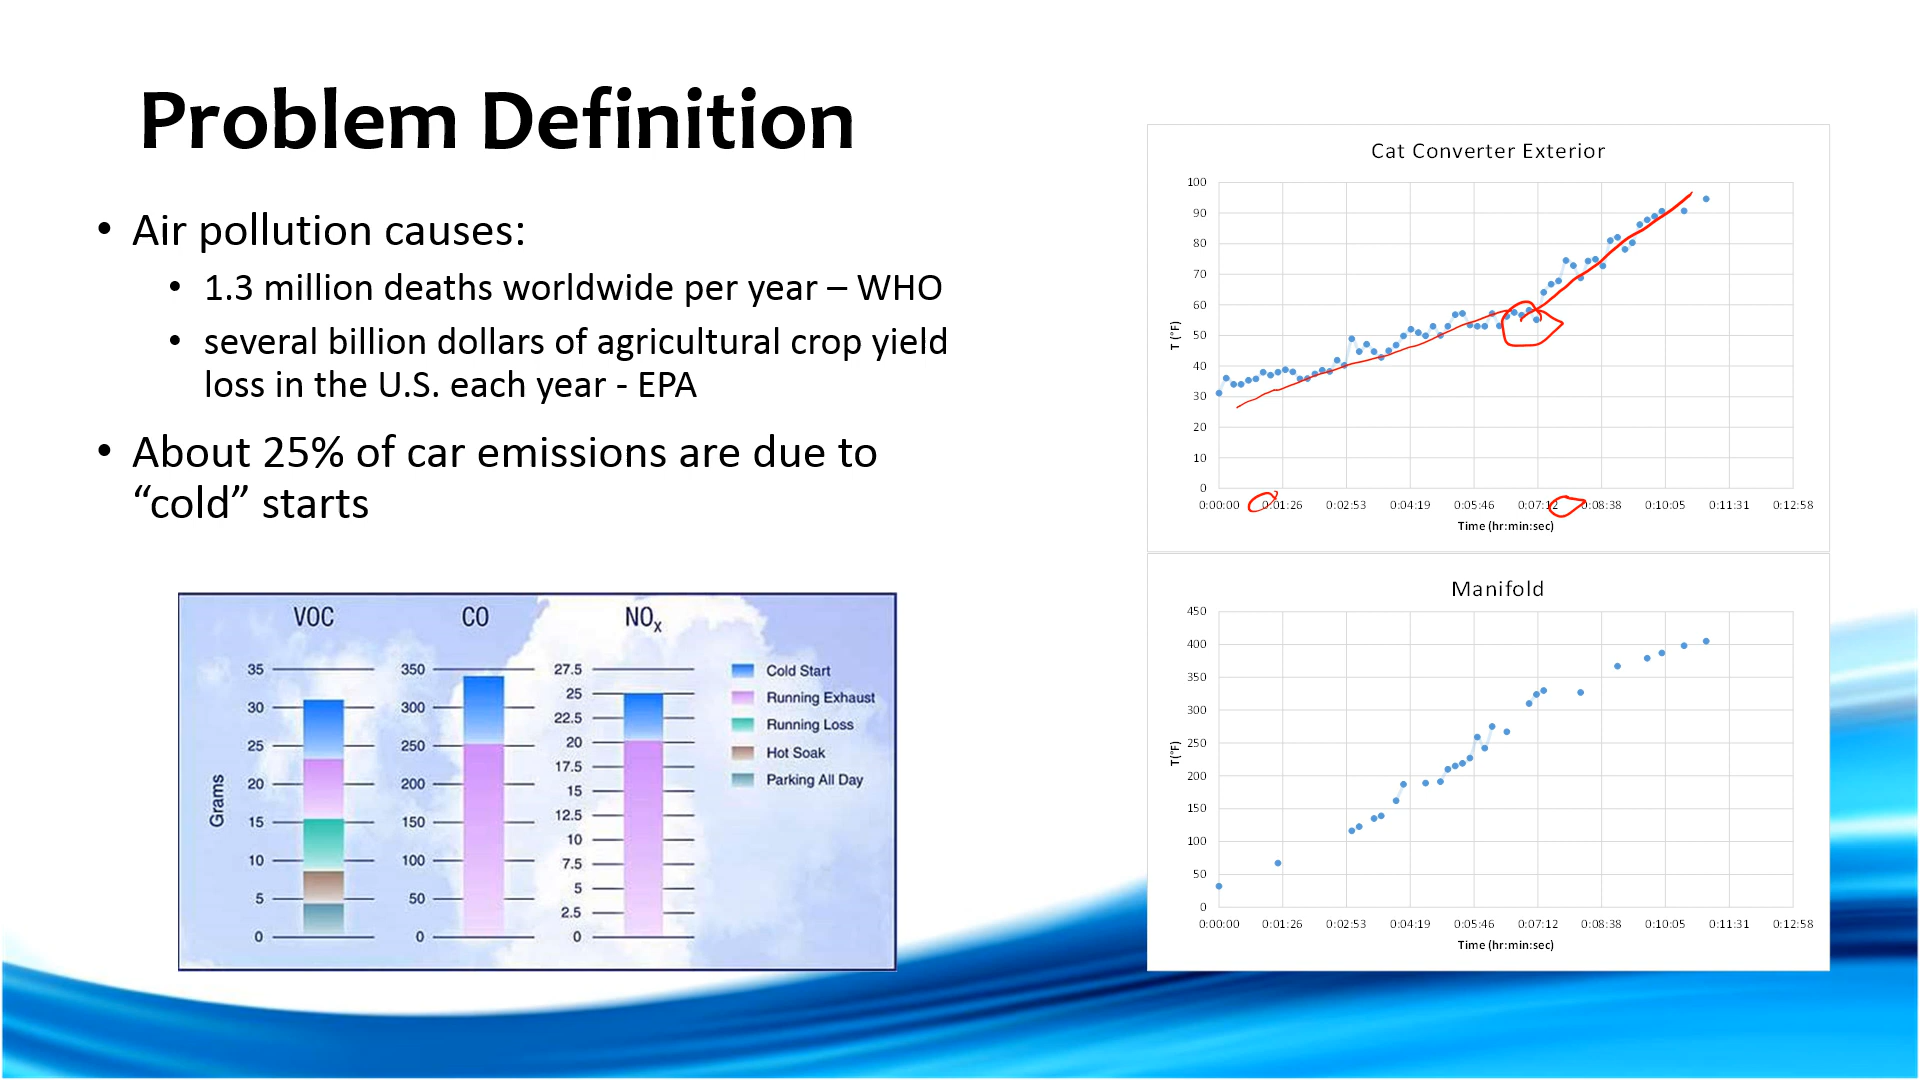 Problem Definition
• Air pollution causes:
• 1.3 million deaths worldwide per year – WHO
• several billion dollars of agricultural crop yield
loss in the U.S. each year - EPA
• About 25% of car emissions are due to
“cold” starts
VOC CO NOx
Grams
35
30
25
20
15
10
5
0
350
300
250
200
150
100
50
0
27.5
25
22.5
20
17.5
15
12.5
10
7.5
5
2.5
0
Cold Start
Running Exhaust
Running Loss
Hot Soak
Parking All Day
Cat Converter Exterior
T (°F)
100
90
80
70
60
50
40
30
20
10
0
0:00:00 0:01:26 0:02:53 0:04:19 0:05:46 0:07:12 0:08:38 0:10:05 0:11:31 0:12:58
Time (hr:min:sec)
Manifold
T(°F)
450
400
350
300
250
200
150
100
50
0
0:00:00 0:01:26 0:02:53 0:04:19 0:05:46 0:07:12 0:08:38 0:10:05 0:11:31 0:12:58
Time (hr:min:sec)